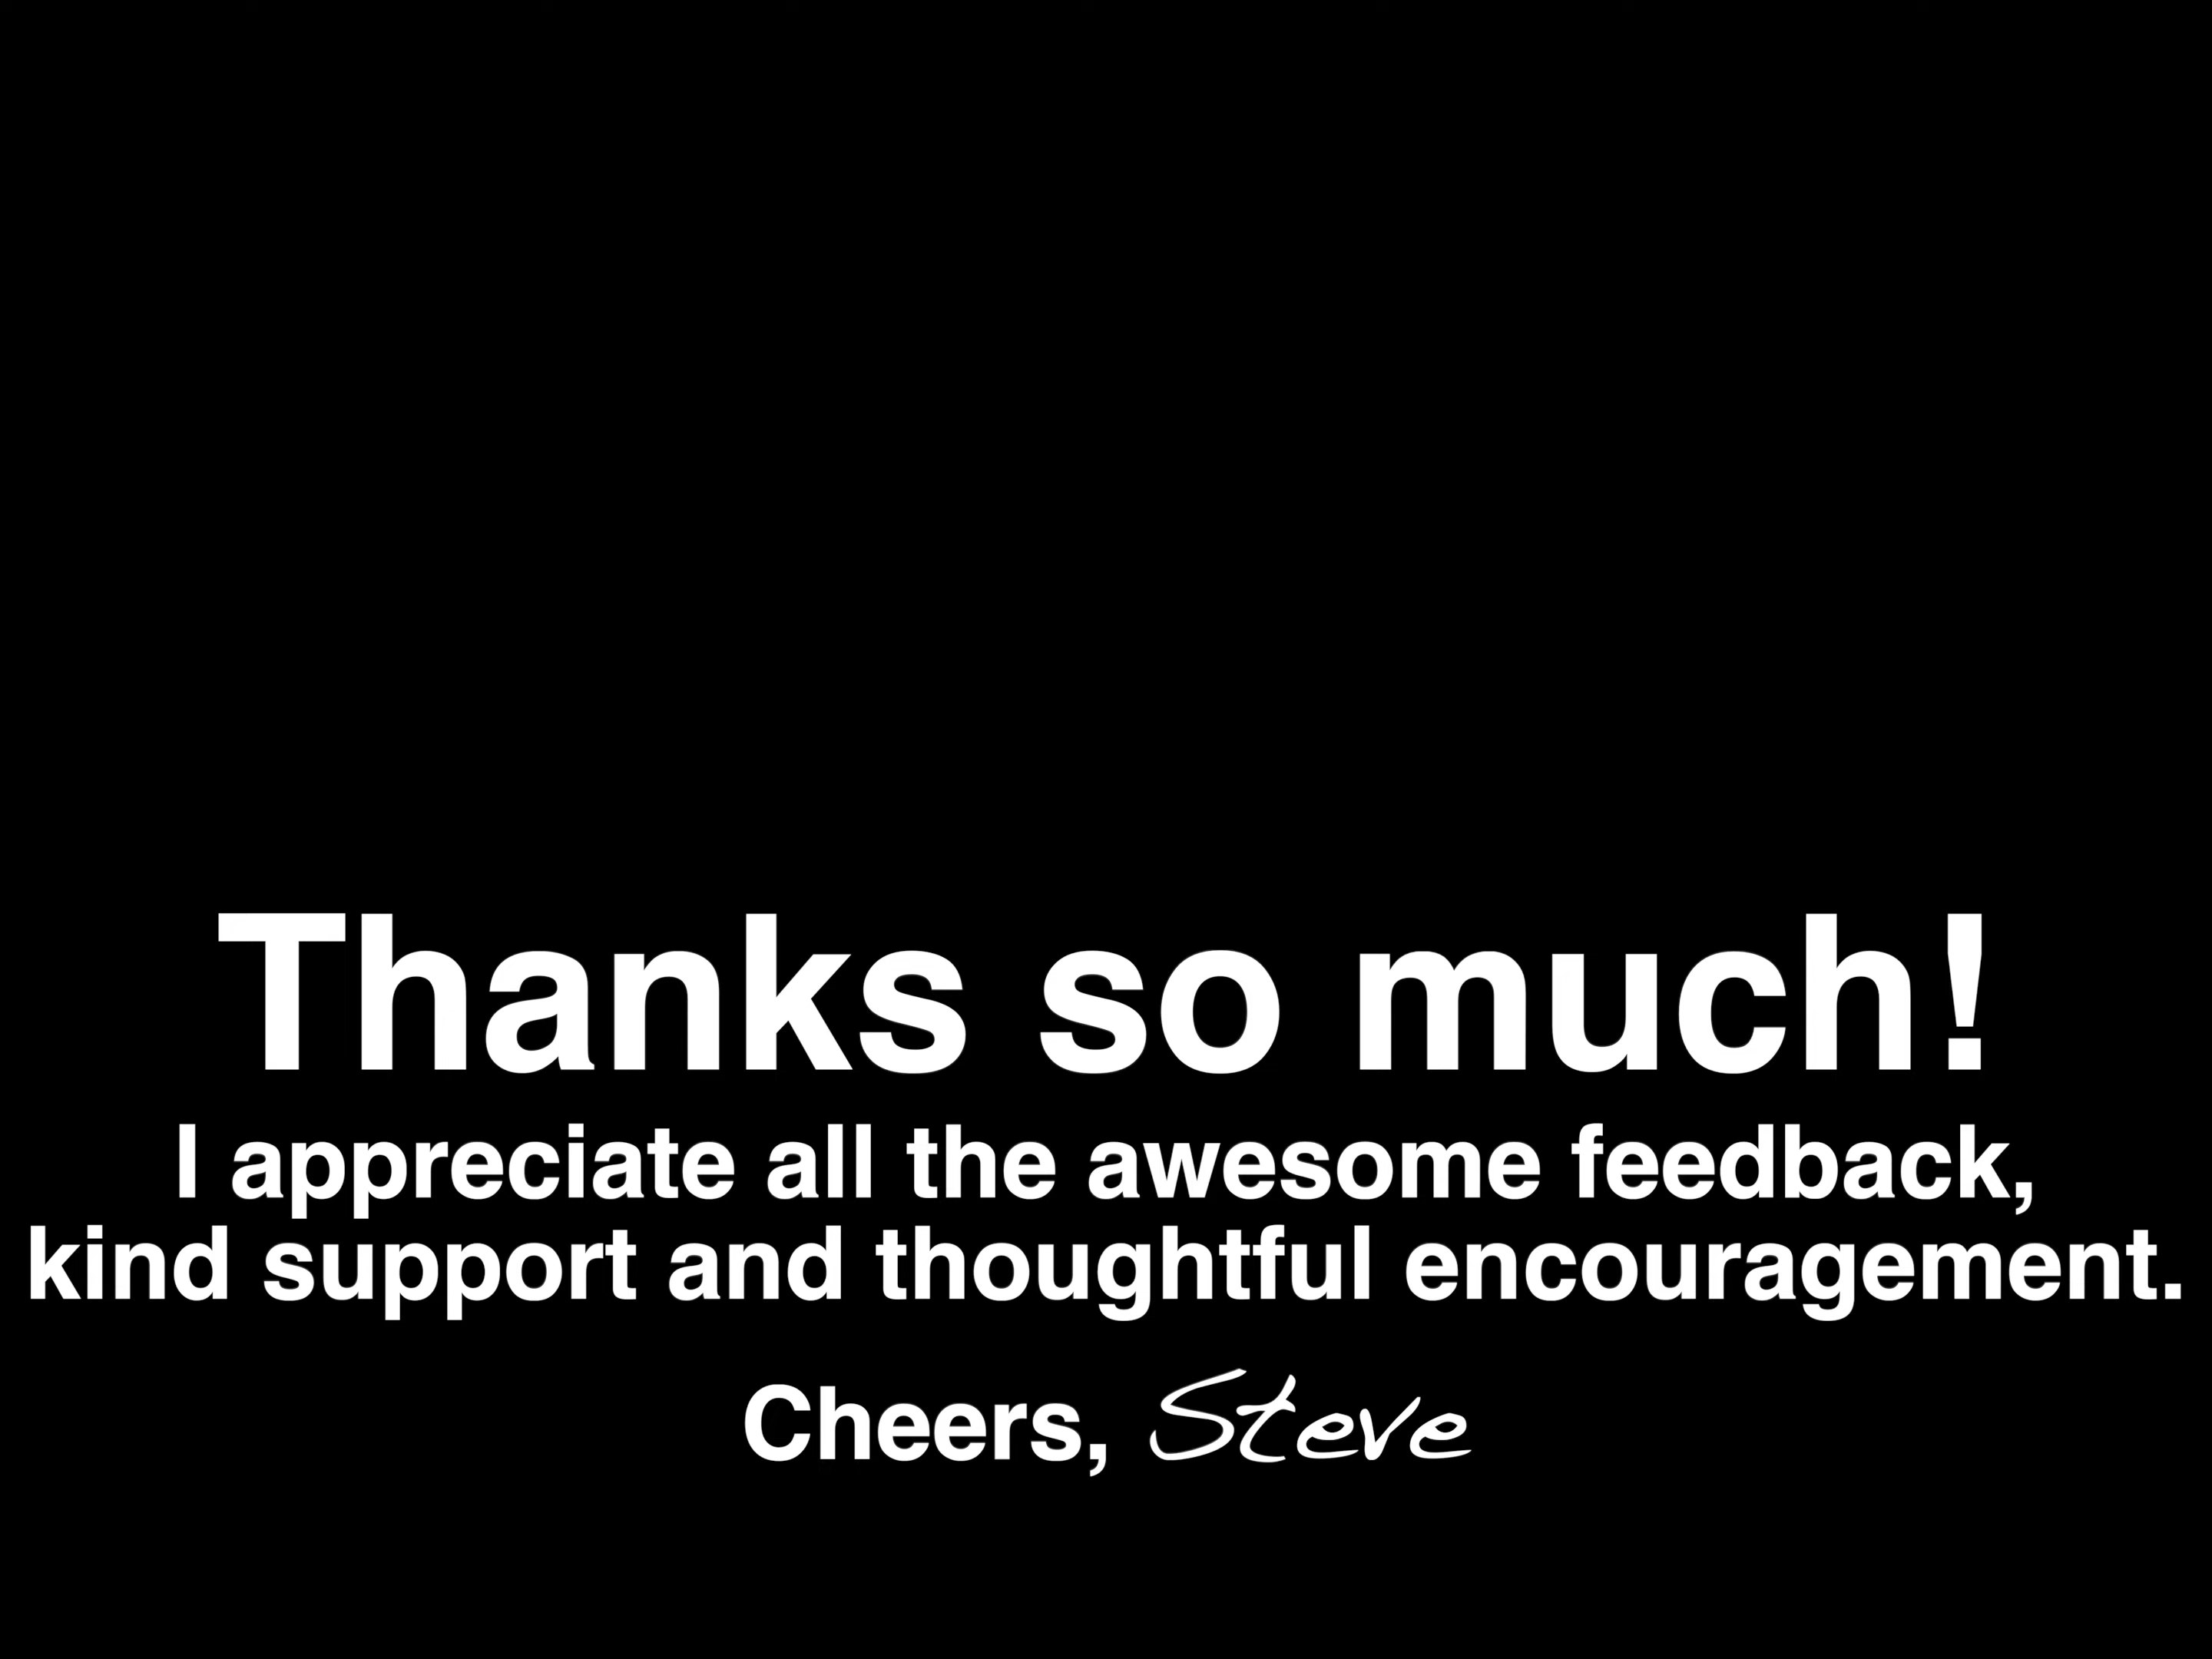 Thanks so much!
I appreciate all the awesome feedback,
kind support and thoughtful encouragement.
Cheers, Steve